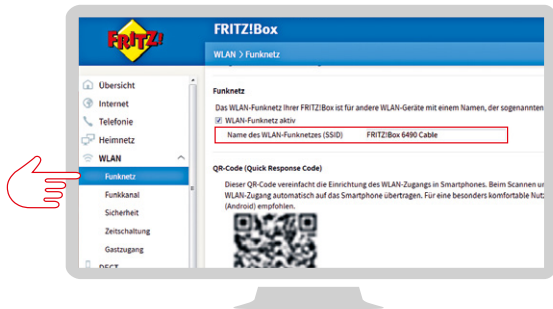 FRITZ!
FRITZ!Box
WLAN > Funknetz
Übersicht
Internet
Telefonie
Heimnetz
WLAN
Funknetz
Funkkanal
Sicherheit
Zeitschaltung
Gastzugang
DECT
Funknetz
Das WLAN-Funknetz Ihrer FRITZ!Box ist für andere WLAN-Geräte mit einem Namen, der sogenannten
WLAN-Funknetz aktiv
Name des WLAN-Funknetzes (SSID) FRITZ!Box 6490 Cable
QR-Code (Quick Response Code)
Dieser QR-Code vereinfacht die Einrichtung des WLAN-Zugangs in Smartphones. Beim Scannen
WLAN-Zugang automatisch auf das Smartphone übertragen. Für eine besonders komfortable
(Android) empfohlen.